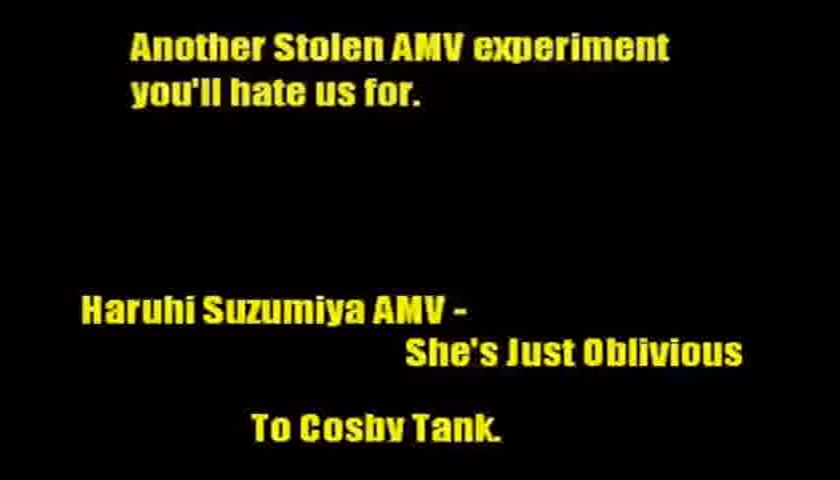 Another Stolen AMV experiment
you'll hate us for.
Haruhi Suzumiya AMV -
She's Just Oblivious
To Cosby Tank.